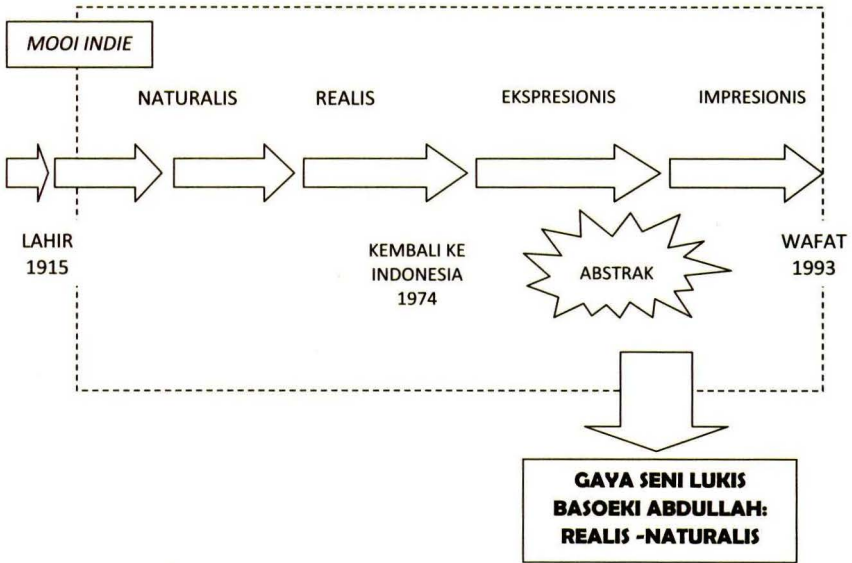 MOOI INDIE
NATURALIS
REALIS
EKSPRESIONIS
IMPRESIONIS
LAHIR
1915
KEMBALI KE
INDONESIA
1974
ABSTRAK
WAFAT
1993
GAYA SENI LUKIS
BASOEKI ABDULLAH:
REALIS -NATURALIS